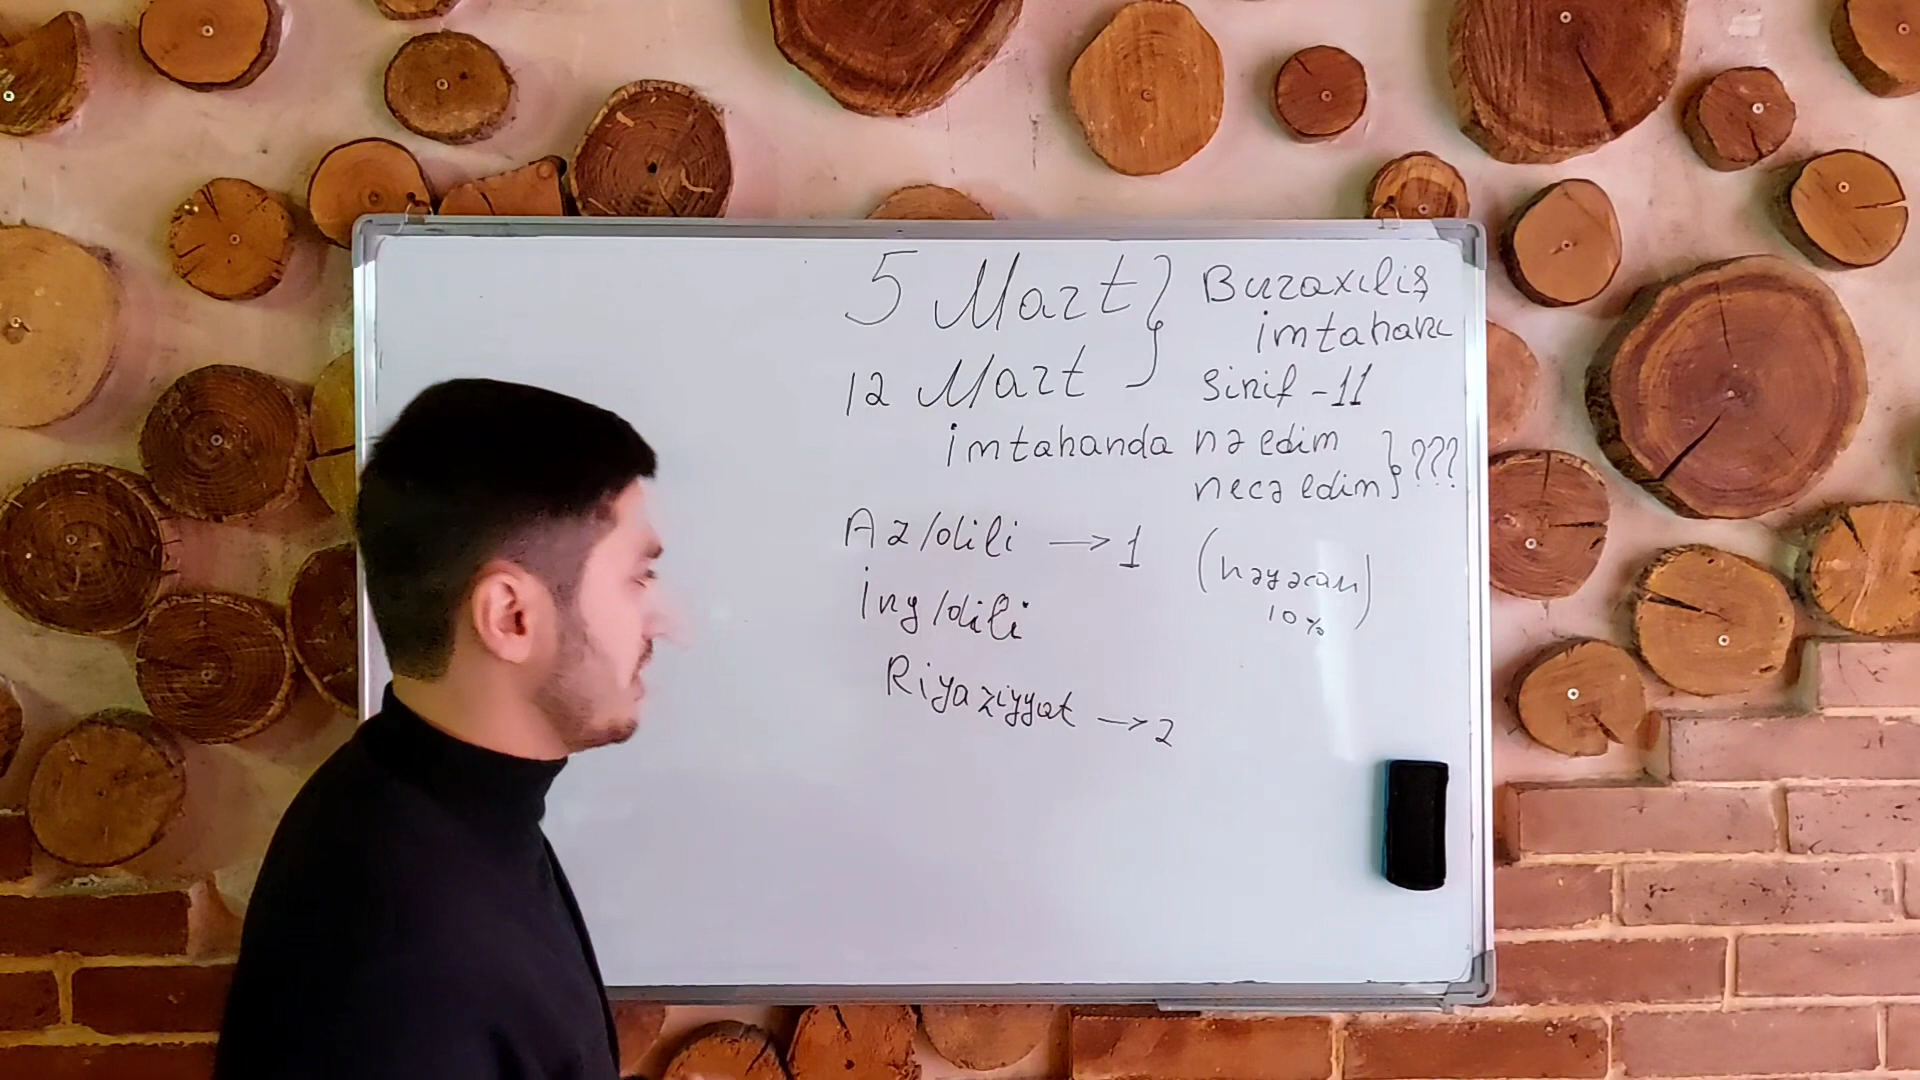 5 Mart } Buraxılış
imtahanı
12 Mart sinif - 11
imtahanda nə edim
necə edim } ???
Az/dili → 1 (həyəcan)
10%
İng/dili
Riyaziyyat → 2